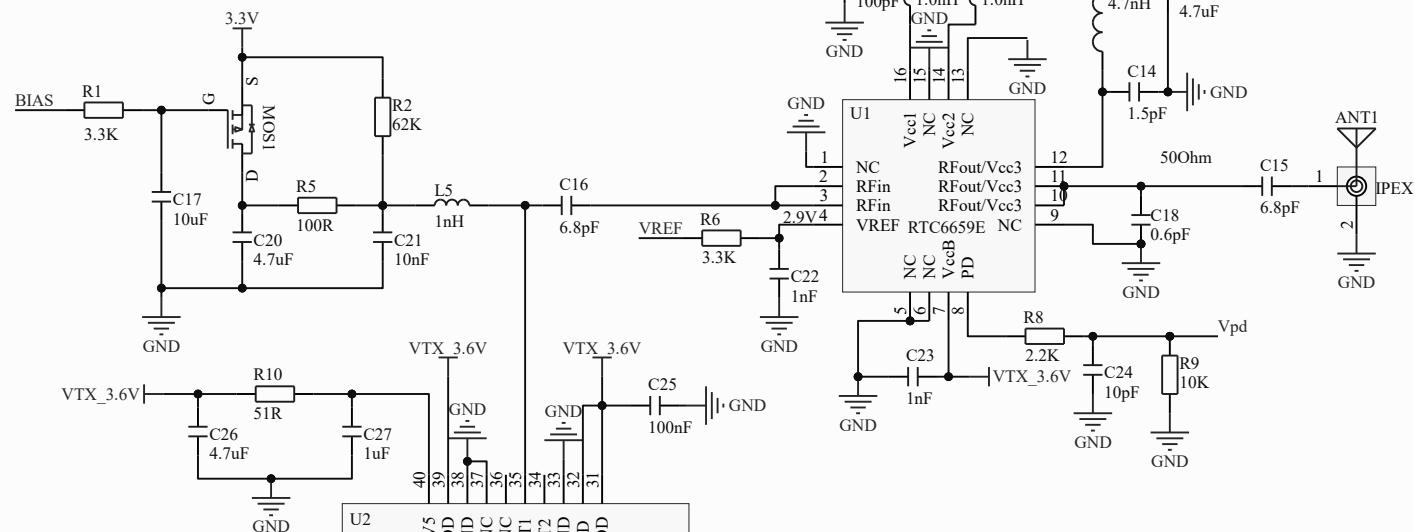 3.3V
BIAS
R1
3.3K
G
S
D
MOS1
R2
62K
C17
10uF
R5
100R
C20
4.7uF
C21
10nF
GND
L5
1nH
C16
6.8pF
VREF
R6
3.3K
2.9V
C22
1nF
GND
GND
100pF
GND
GND
GND
4.7nH
4.7uF
C14
1.5pF
GND
U1
16
15
14
13
Vcc1
NC
Vcc2
NC
1
2
3
4
NC
RFin
RFin
VREF
RFout/Vcc3
RFout/Vcc3
RFout/Vcc3
NC
12
11
10
9
RTC6659E
NC
NC
VccB
PD
5
6
7
8
50Ohm
C18
0.6pF
GND
C15
6.8pF
ANT1
1
IPEX
2
GND
C23
1nF
GND
VTX_3.6V
R8
2.2K
Vpd
C24
10pF
GND
R9
10K
GND
VTX_3.6V
R10
51R
C26
4.7uF
C27
1uF
GND
VTX_3.6V
GND
VTX_3.6V
GND
C25
100nF
GND
40
39
38
37
36
35
34
33
32
31
U2
NC
NC